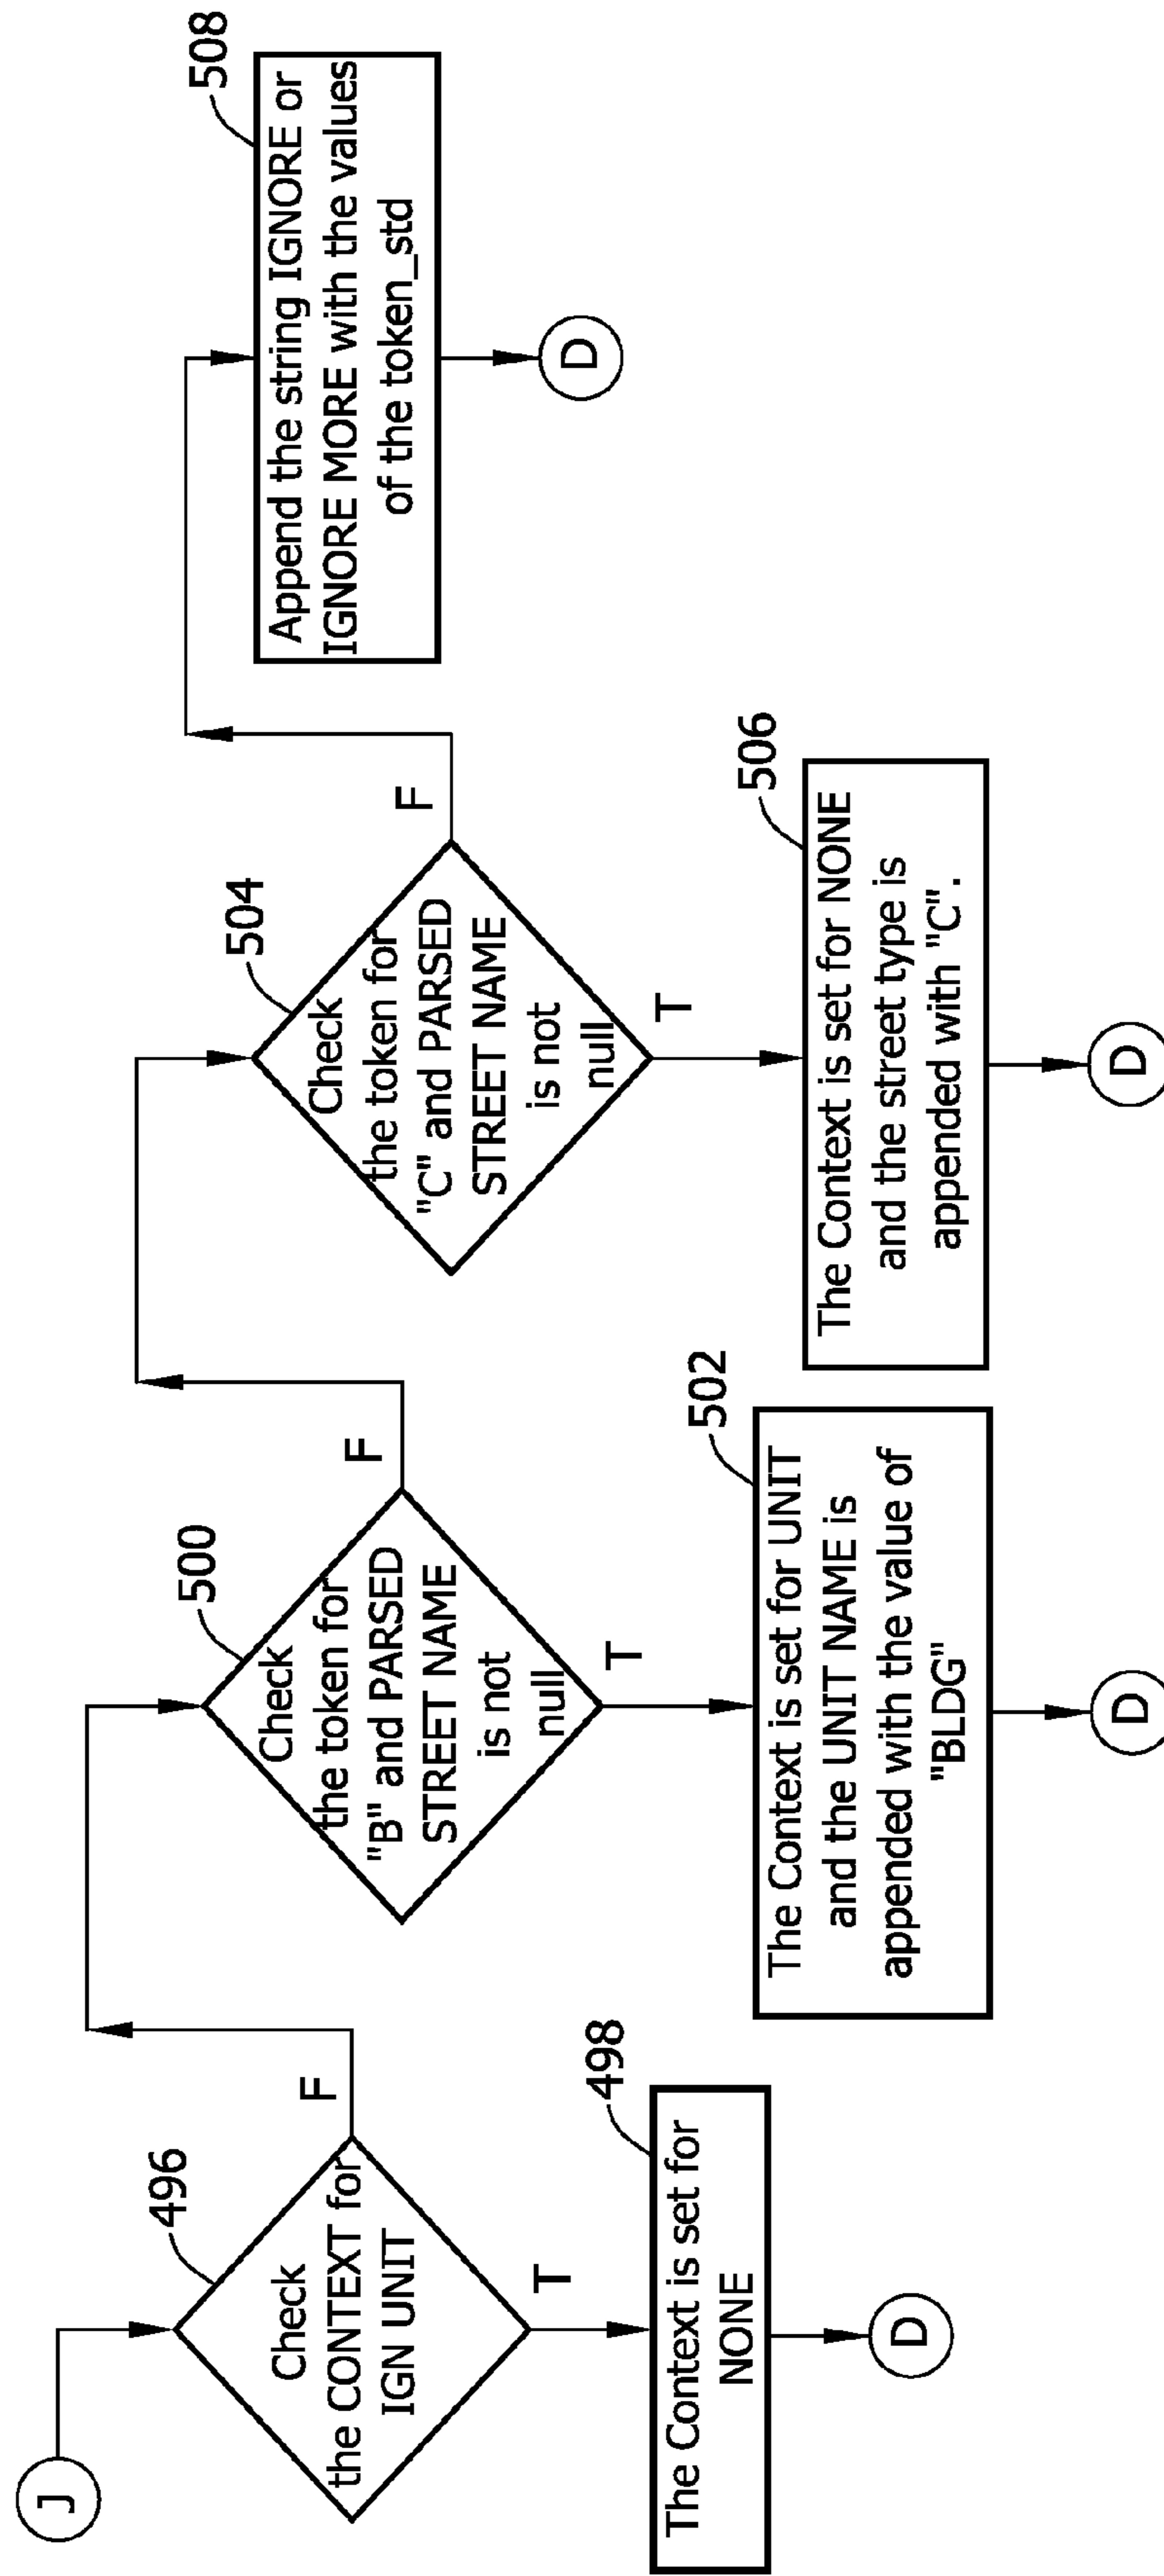 J
496
Check
the CONTEXT for
IGN UNIT
F
T
498
The Context is set for
NONE
D
500
Check
the token for
"B" and PARSED
STREET NAME
is not
null
F
T
502
The Context is set for UNIT
and the UNIT NAME is
appended with the value of
"BLDG"
D
504
Check
the token for
"C" and PARSED
STREET NAME
is not
null
F
T
506
The Context is set for NONE
and the street type is
appended with "C".
D
508
Append the string IGNORE or
IGNORE MORE with the values
of the token_std
D